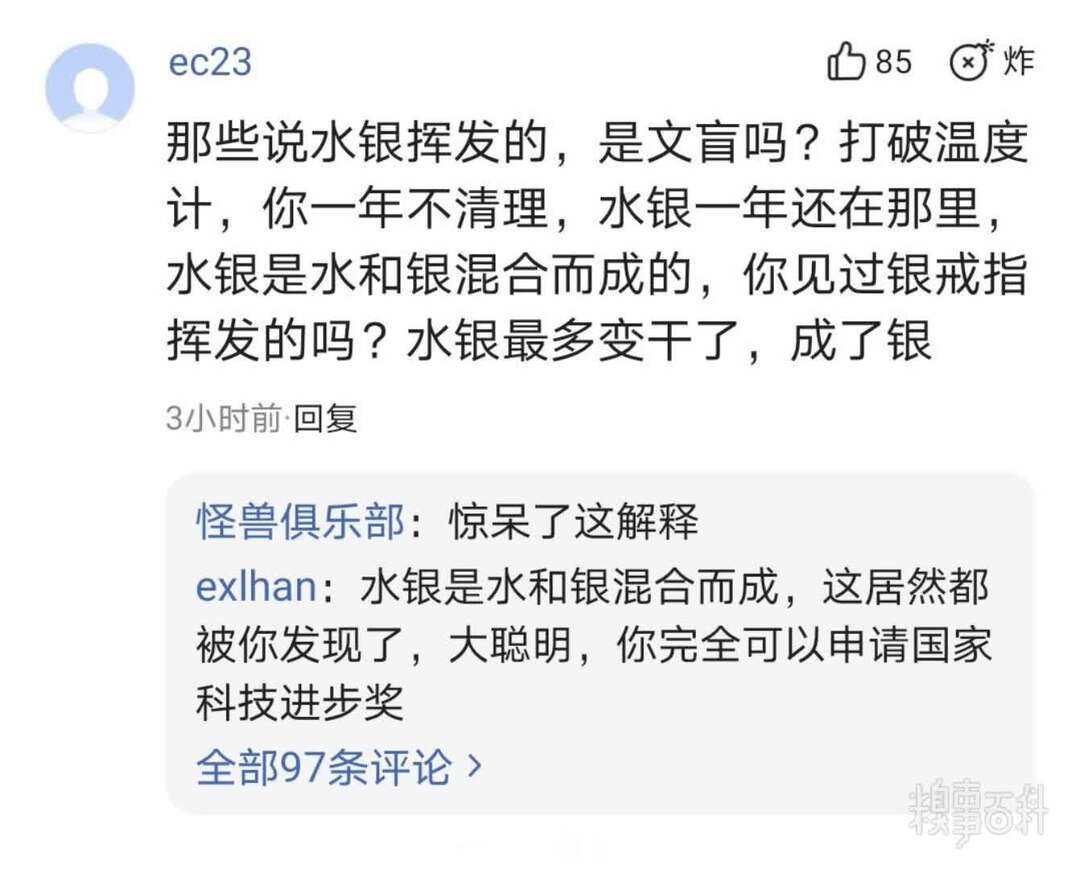 ec23
85
炸
那些说水银挥发的，是文盲吗？打破温度
计，你一年不清理，水银一年还在那里，
水银是水和银混合而成的，你见过银戒指
挥发的吗？水银最多变干了，成了银
3小时前·回复
怪兽俱乐部：惊呆了这解释
exlhan：水银是水和银混合而成，这居然都
被你发现了，大聪明，你完全可以申请国家
科技进步奖
全部97条评论
糗事百科